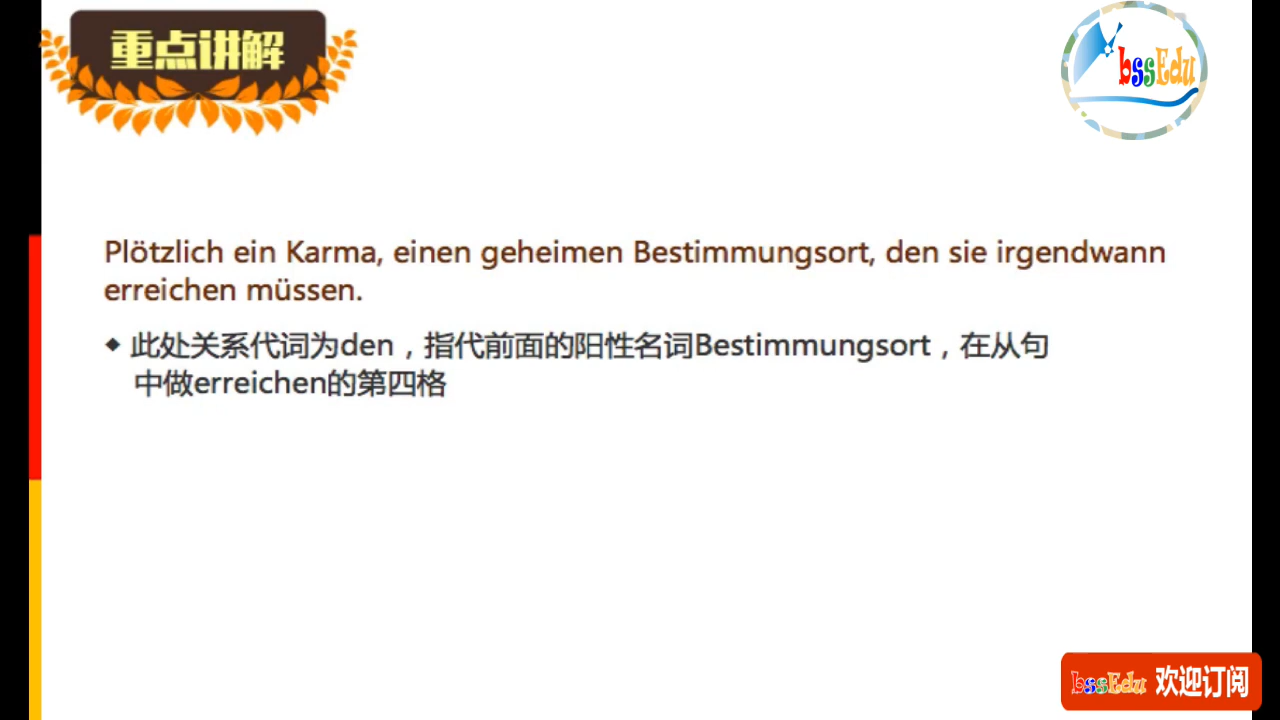 重点讲解
bssEdu
Plötzlich ein Karma, einen geheimen Bestimmungsort, den sie irgendwann
erreichen müssen.
◆ 此处关系代词为den，指代前面的阳性名词Bestimmungsort，在从句
中做erreichen的第四格
bssEdu 欢迎订阅